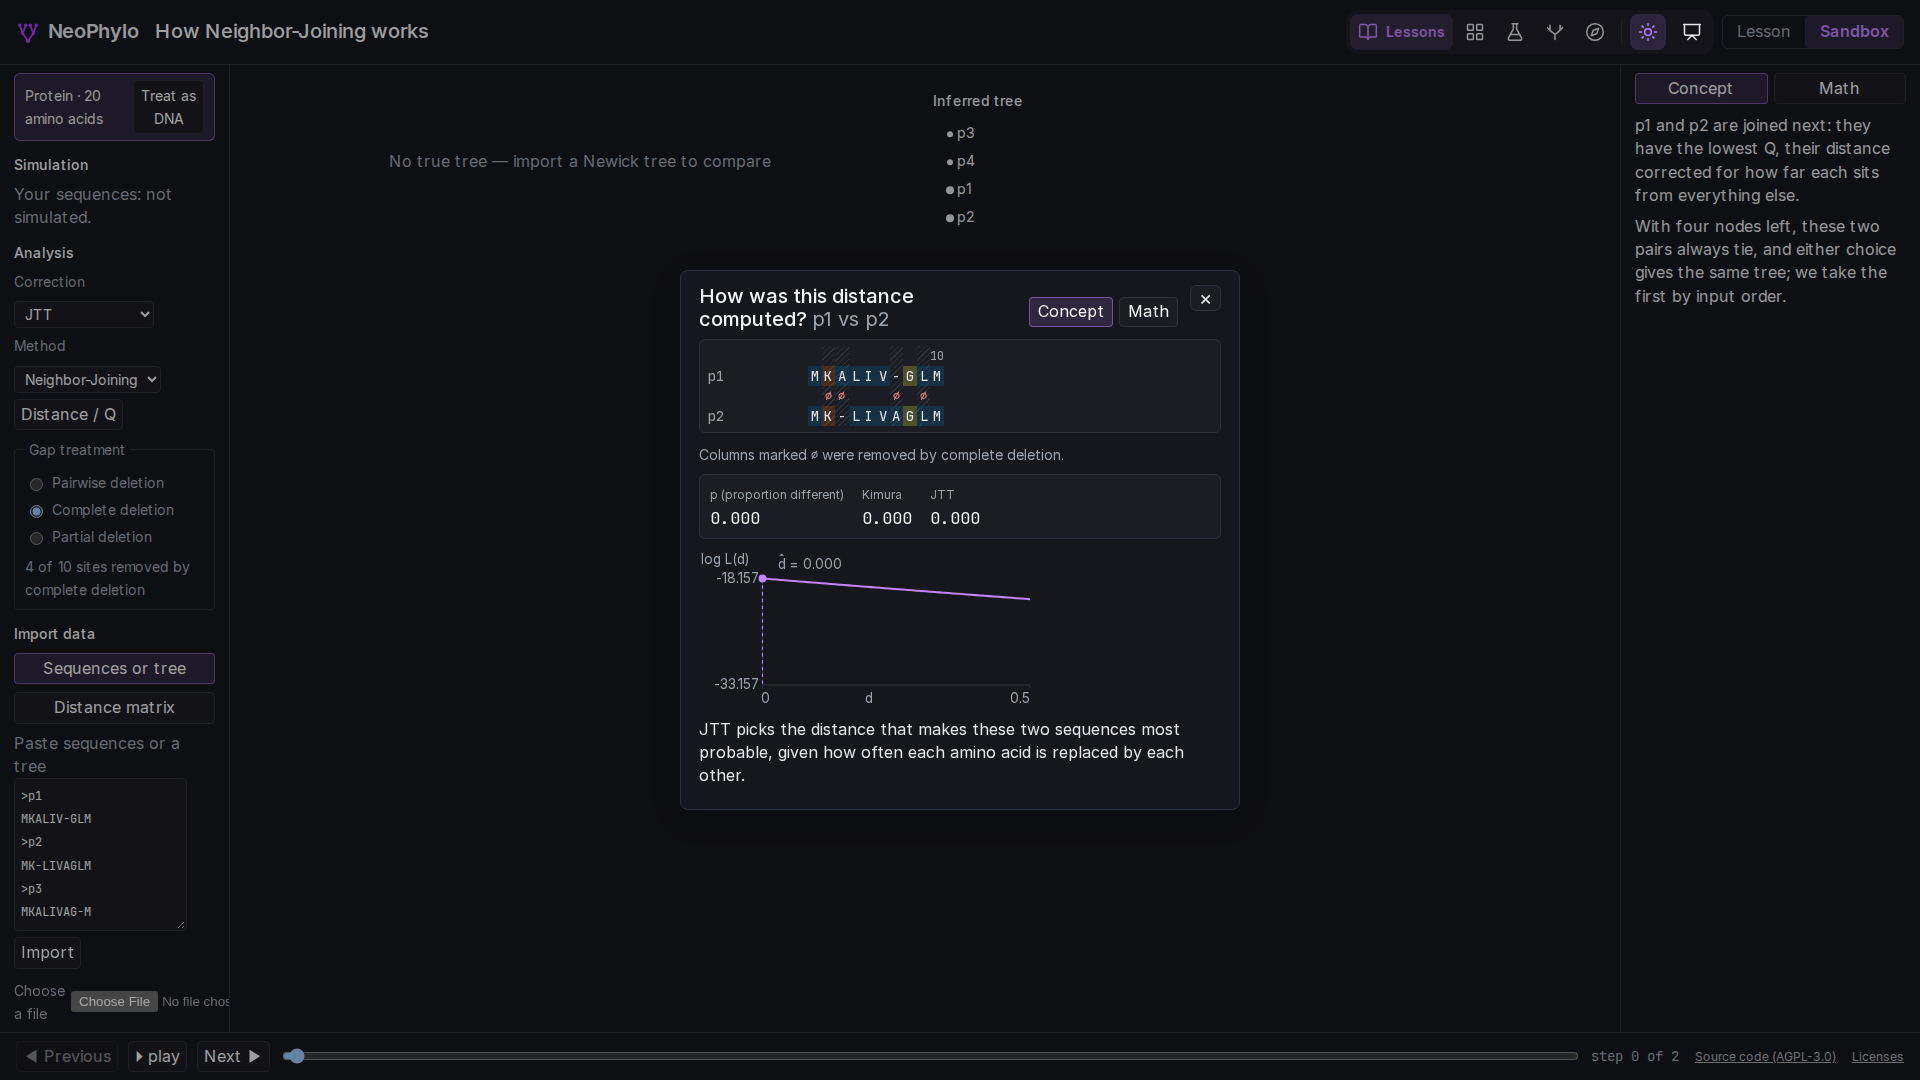 NeoPhylo How Neighbor-Joining works
Lessons
Lesson Sandbox
Protein · 20 amino acids
Treat as DNA
Simulation
Your sequences: not simulated.
Analysis
Correction
JTT
Method
Neighbor-Joining
Distance / Q
Gap treatment
Pairwise deletion
Complete deletion
Partial deletion
4 of 10 sites removed by
complete deletion
Import data
Sequences or tree
Distance matrix
Paste sequences or a
tree
>p1
MKALIV-GLM
>p2
MK-LIVAGLM
>p3
MKALIVAG-M
Import
Choose a file
Choose File No file chos
No true tree — import a Newick tree to compare
Inferred tree
p3
p4
p1
p2
How was this distance
computed? p1 vs p2
Concept Math ×
10
p1 MKALIV-GLM
∅ ∅ ∅ ∅
p2 MK-LIVAGLM
Columns marked ∅ were removed by complete deletion.
p (proportion different) Kimura JTT
0.000 0.000 0.000
log L(d) d̂ = 0.000
-18.157
-33.157
0 d 0.5
JTT picks the distance that makes these two sequences most
probable, given how often each amino acid is replaced by each
other.
Concept Math
p1 and p2 are joined next: they
have the lowest Q, their distance
corrected for how far each sits
from everything else.
With four nodes left, these two
pairs always tie, and either choice
gives the same tree; we take the
first by input order.
◀ Previous ⏵ play Next ▶ step 0 of 2 Source code (AGPL-3.0) Licenses